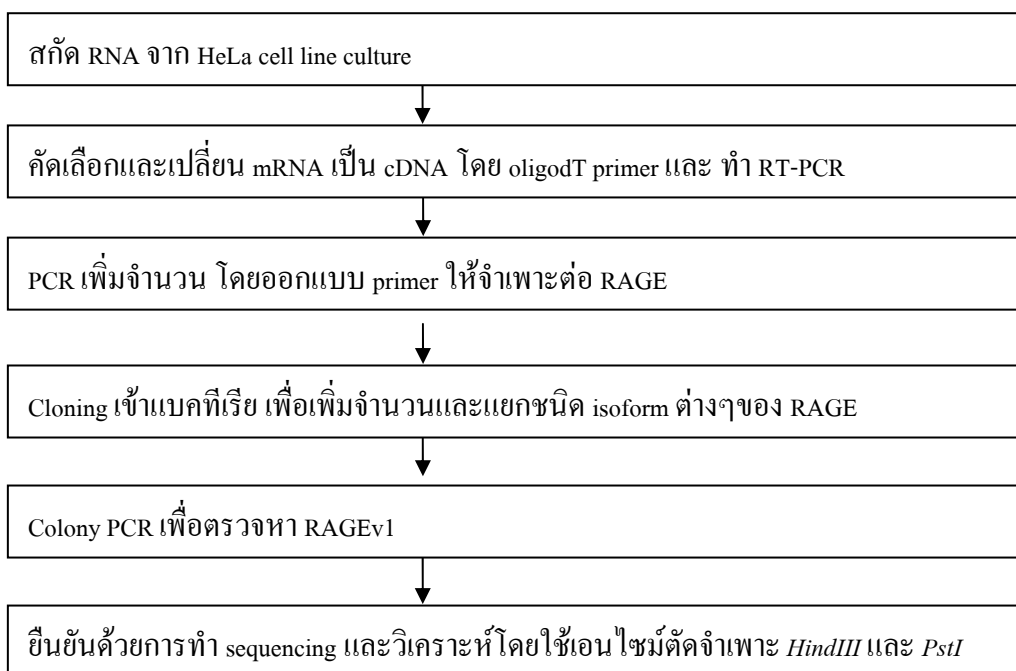 สกัด RNA จาก HeLa cell line culture
คัดเลือกและเปลี่ยน mRNA เป็น cDNA โดย oligodT primer และ ทำ RT-PCR
PCR เพิ่มจำนวน โดยออกแบบ primer ให้จำเพาะต่อ RAGE
Cloning เข้าแบคทีเรีย เพื่อเพิ่มจำนวนและแยกชนิด isoform ต่างๆของ RAGE
Colony PCR เพื่อตรวจหา RAGEv1
ยืนยันด้วยการทำ sequencing และวิเคราะห์โดยใช้เอนไซม์ตัดจำเพาะ HindIII และ PstI